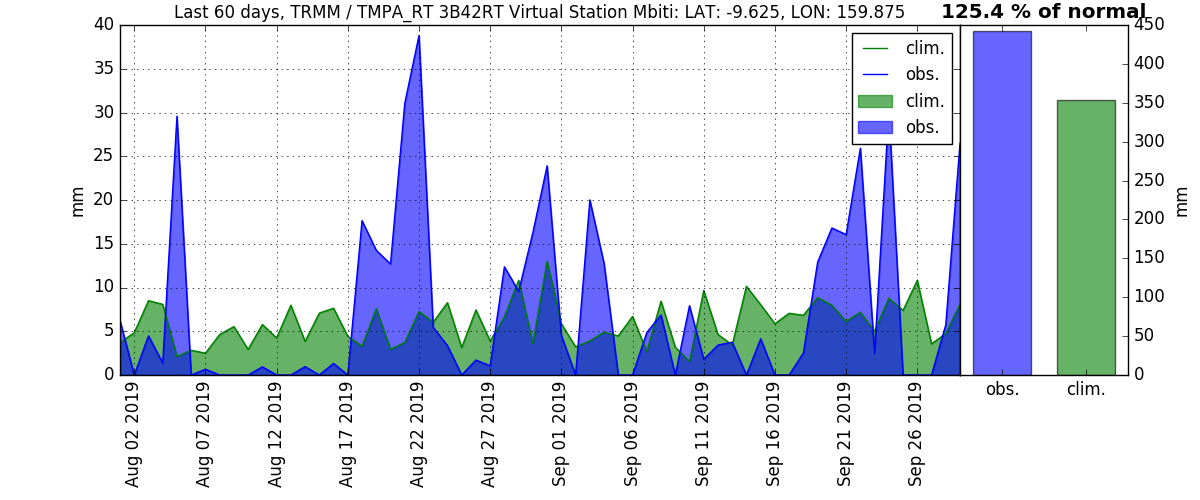 Last 60 days, TRMM / TMPA_RT 3B42RT Virtual Station Mbiti: LAT: -9.625, LON: 159.875
125.4 % of normal
40
35
30
25
20
15
10
5
0
mm
clim.
obs.
clim.
obs.
Aug 02 2019
Aug 07 2019
Aug 12 2019
Aug 17 2019
Aug 22 2019
Aug 27 2019
Sep 01 2019
Sep 06 2019
Sep 11 2019
Sep 16 2019
Sep 21 2019
Sep 26 2019
450
400
350
300
250
200
150
100
50
0
mm
obs.
clim.